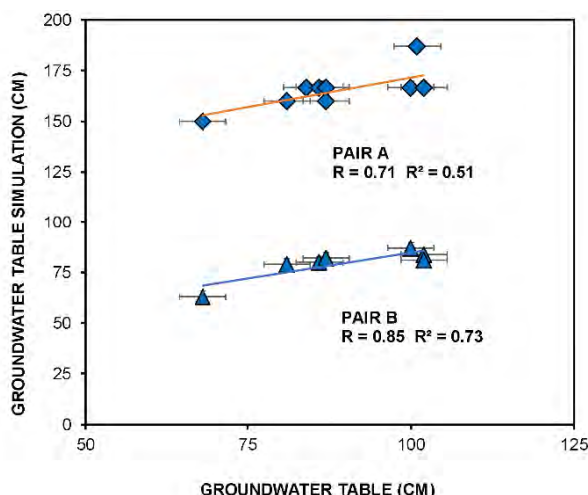 200
175
150
125
100
75
50
25
0
GROUNDWATER TABLE SIMULATION (CM)
PAIR A
R = 0.71 R² = 0.51
PAIR B
R = 0.85 R² = 0.73
50 75 100 125
GROUNDWATER TABLE (CM)